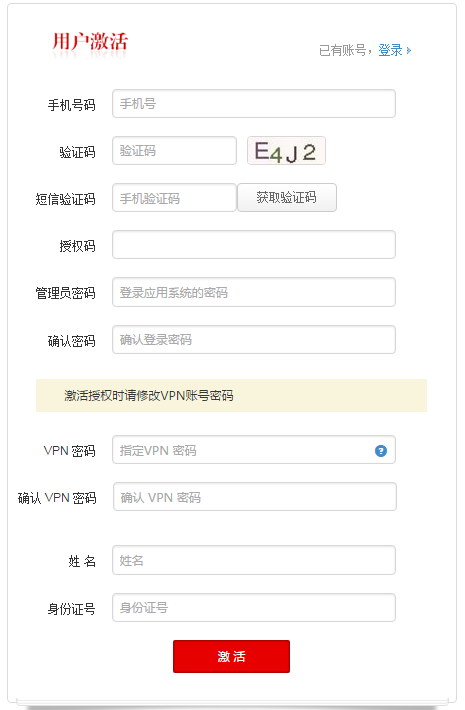 用户激活
已有账号，登录
手机号码 手机号
验证码 验证码 E4J2
短信验证码 手机验证码 获取验证码
授权码
管理员密码 登录应用系统的密码
确认密码 确认登录密码
激活授权时请修改VPN账号密码
VPN 密码 指定VPN 密码 ?
确认 VPN 密码 确认 VPN 密码
姓 名 姓名
身份证号 身份证号
激 活